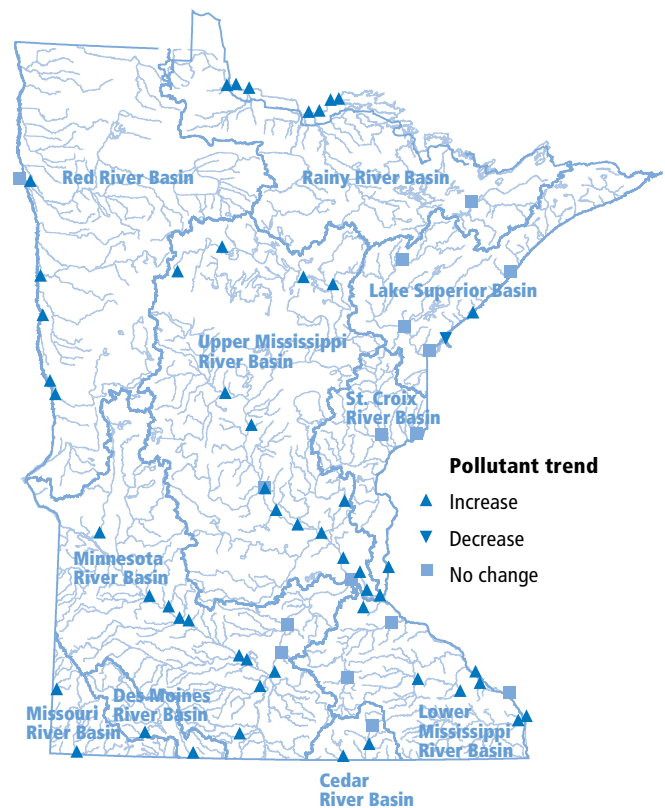 Red River Basin
Rainy River Basin
Lake Superior Basin
Upper Mississippi
River Basin
St. Croix
River Basin
Pollutant trend
Increase
Decrease
No change
Minnesota
River Basin
Des Moines
River Basin
Missouri
River Basin
Lower
Mississippi
River Basin
Cedar
River Basin